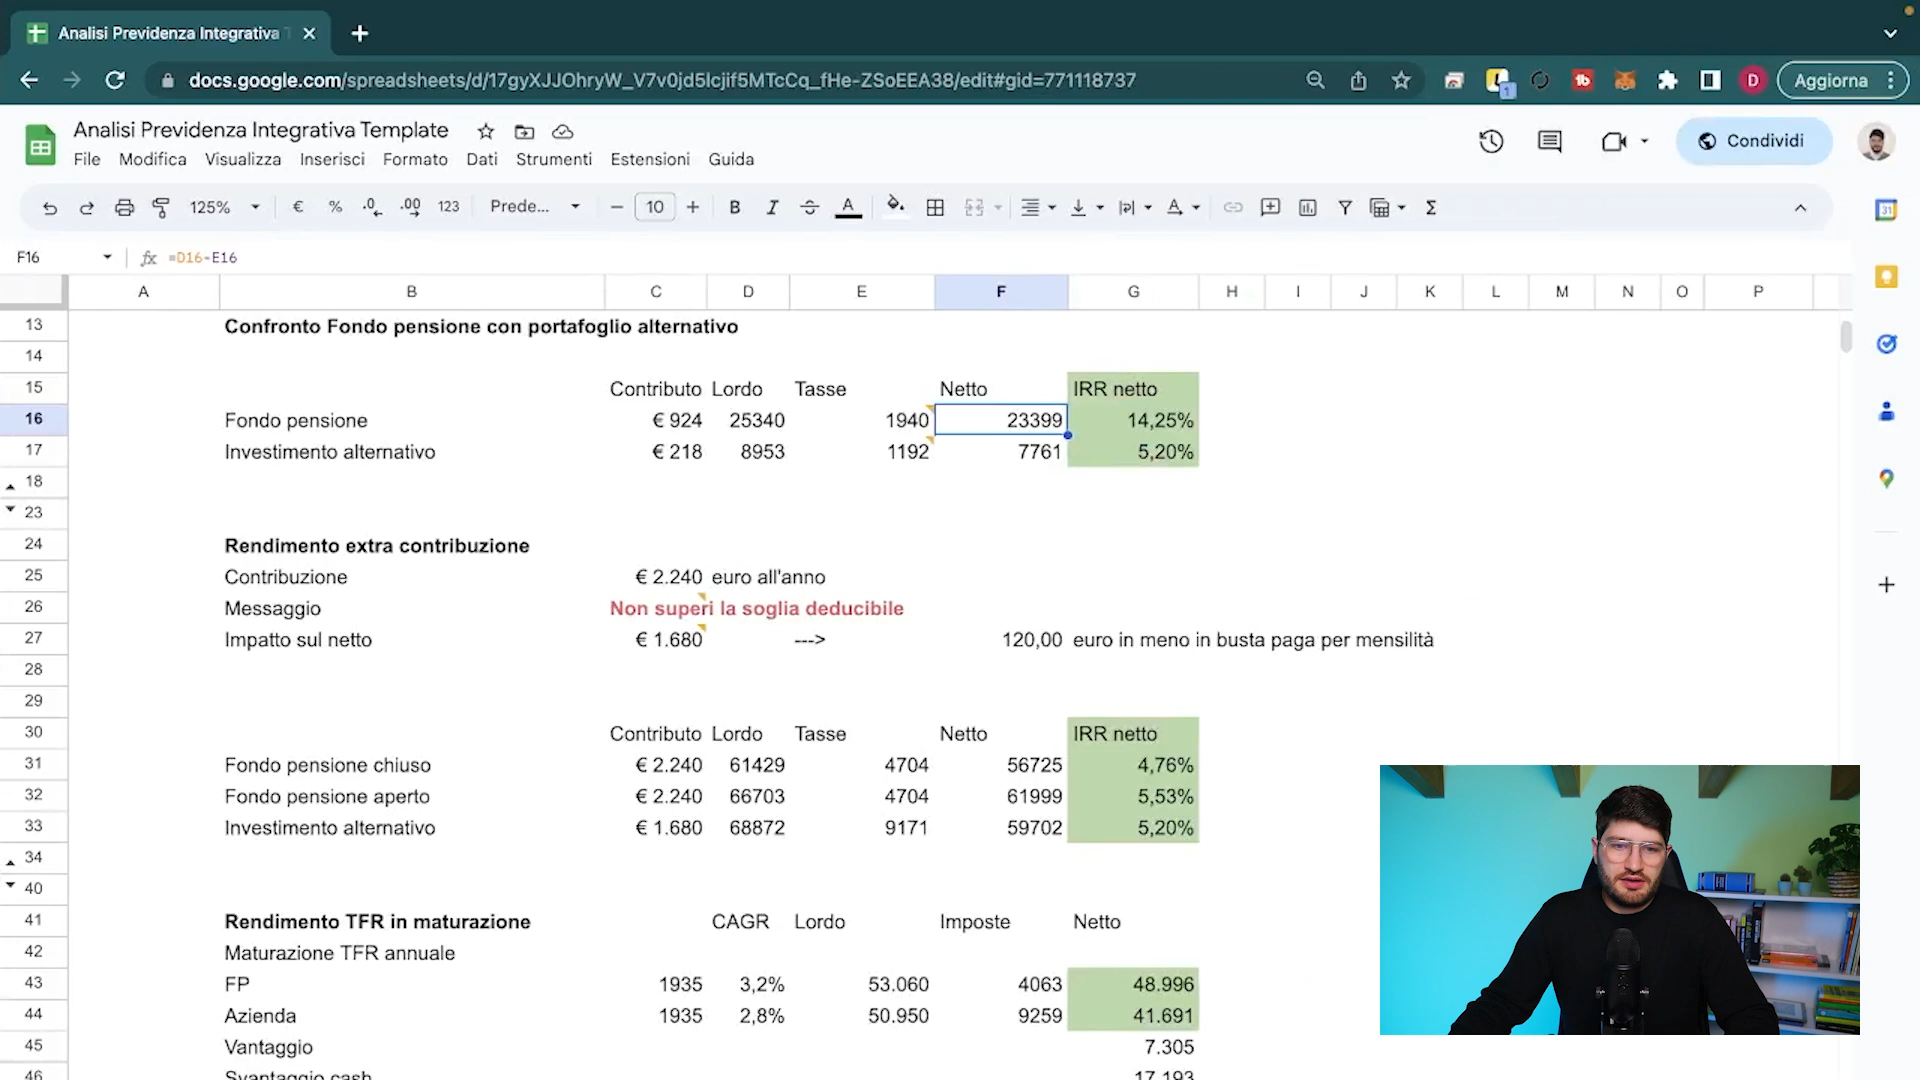 Analisi Previdenza Integrativa T
docs.google.com/spreadsheets/d/17gyXJJOhryW_V7v0jd5Icjif5MTcCq_fHe-ZSoEEA38/edit#gid=771118737
1
D
Aggiorna
Analisi Previdenza Integrativa Template
File Modifica Visualizza Inserisci Formato Dati Strumenti Estensioni Guida
Condividi
125% € % .0 .00 123 Prede... 10 B I A Σ
31
F16 fx =D16-E16
A B C D E F G H I J K L M N O P
13 Confronto Fondo pensione con portafoglio alternativo
14
15 Contributo Lordo Tasse Netto IRR netto
16 Fondo pensione € 924 25340 1940 23399 14,25%
17 Investimento alternativo € 218 8953 1192 7761 5,20%
18
23
24 Rendimento extra contribuzione
25 Contribuzione € 2.240 euro all'anno
26 Messaggio Non superi la soglia deducibile
27 Impatto sul netto € 1.680 ---> 120,00 euro in meno in busta paga per mensilità
28
29
30 Contributo Lordo Tasse Netto IRR netto
31 Fondo pensione chiuso € 2.240 61429 4704 56725 4,76%
32 Fondo pensione aperto € 2.240 66703 4704 61999 5,53%
33 Investimento alternativo € 1.680 68872 9171 59702 5,20%
34
40
41 Rendimento TFR in maturazione CAGR Lordo Imposte Netto
42 Maturazione TFR annuale
43 FP 1935 3,2% 53.060 4063 48.996
44 Azienda 1935 2,8% 50.950 9259 41.691
45 Vantaggio 7.305
46 Svantaggio cash 17.193